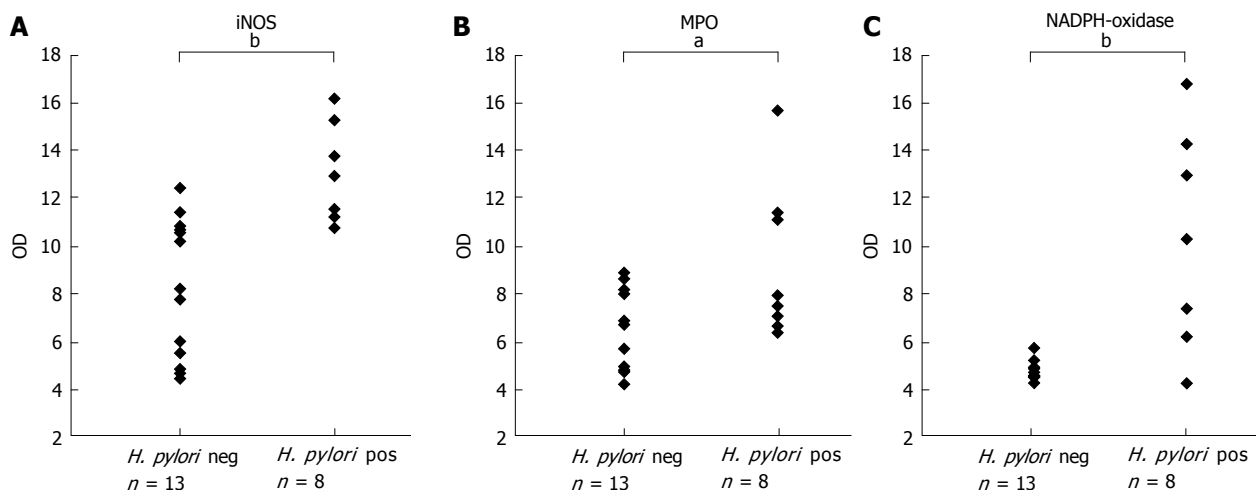 A
iNOS
b
18
16
14
12
10
8
6
4
2
OD
H. pylori neg
n = 13
H. pylori pos
n = 8
B
MPO
a
18
16
14
12
10
8
6
4
2
OD
H. pylori neg
n = 13
H. pylori pos
n = 8
C
NADPH-oxidase
b
18
16
14
12
10
8
6
4
2
OD
H. pylori neg
n = 13
H. pylori pos
n = 8